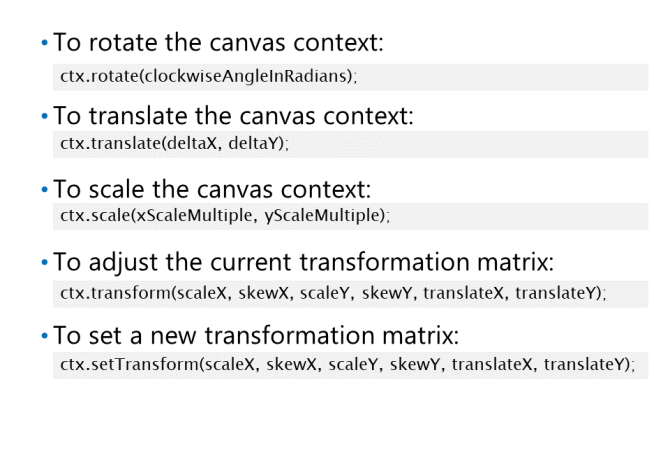 • To rotate the canvas context:
ctx.rotate(clockwiseAngleInRadians);
• To translate the canvas context:
ctx.translate(deltaX, deltaY);
• To scale the canvas context:
ctx.scale(xScaleMultiple, yScaleMultiple);
• To adjust the current transformation matrix:
ctx.transform(scaleX, skewX, scaleY, skewY, translateX, translateY);
• To set a new transformation matrix:
ctx.setTransform(scaleX, skewX, scaleY, skewY, translateX, translateY);